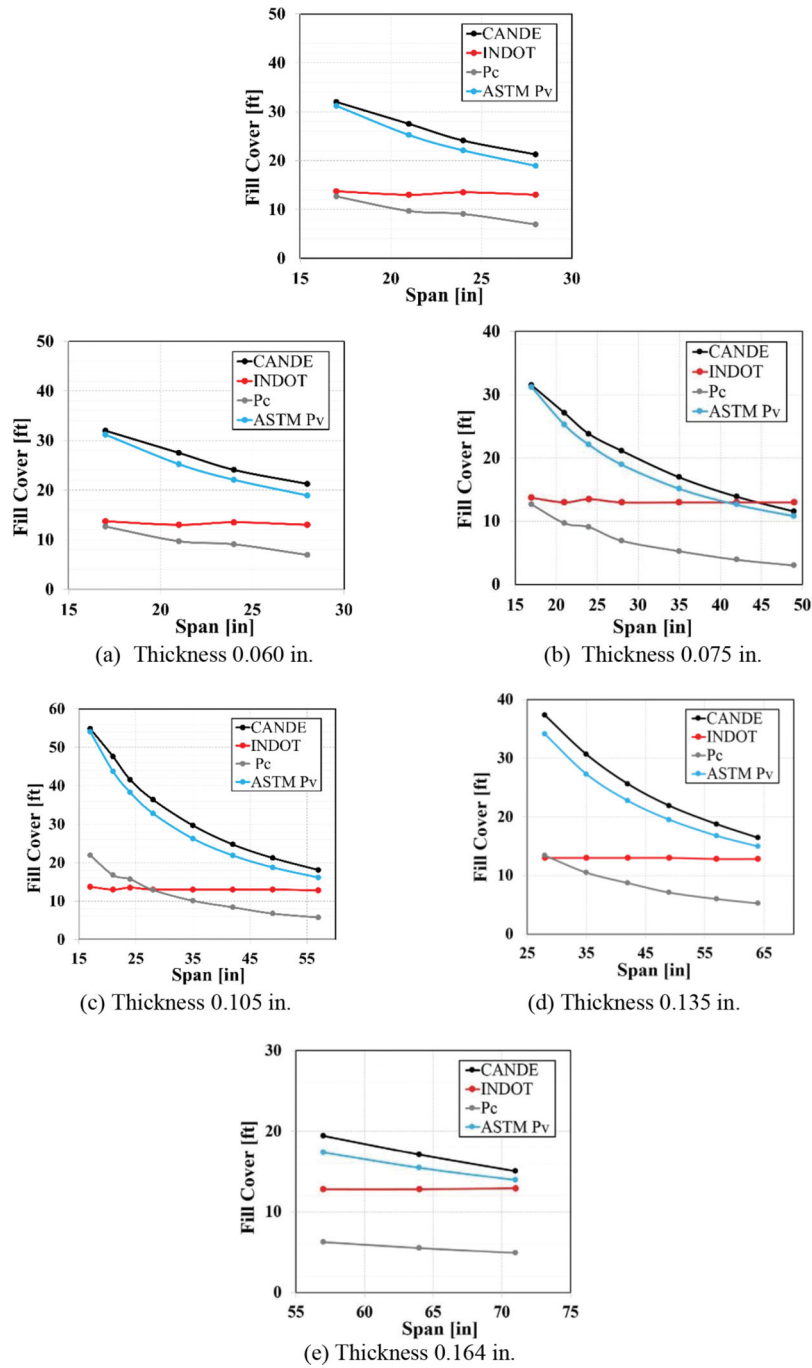 50
40
30
20
10
0
Fill Cover [ft]
CANDE
INDOT
Pc
ASTM Pv
15 20 25 30
Span [in]
50
40
30
20
10
0
Fill Cover [ft]
CANDE
INDOT
Pc
ASTM Pv
15 20 25 30
Span [in]
(a) Thickness 0.060 in.
40
30
20
10
0
Fill Cover [ft]
CANDE
INDOT
Pc
ASTM Pv
15 20 25 30 35 40 45 50
Span [in]
(b) Thickness 0.075 in.
60
50
40
30
20
10
0
Fill Cover [ft]
CANDE
INDOT
Pc
ASTM Pv
15 25 35 45 55
Span [in]
(c) Thickness 0.105 in.
40
30
20
10
0
Fill Cover [ft]
CANDE
INDOT
Pc
ASTM Pv
25 35 45 55 65
Span [in]
(d) Thickness 0.135 in.
30
20
10
0
Fill Cover [ft]
CANDE
INDOT
Pc
ASTM Pv
55 60 65 70 75
Span [in]
(e) Thickness 0.164 in.